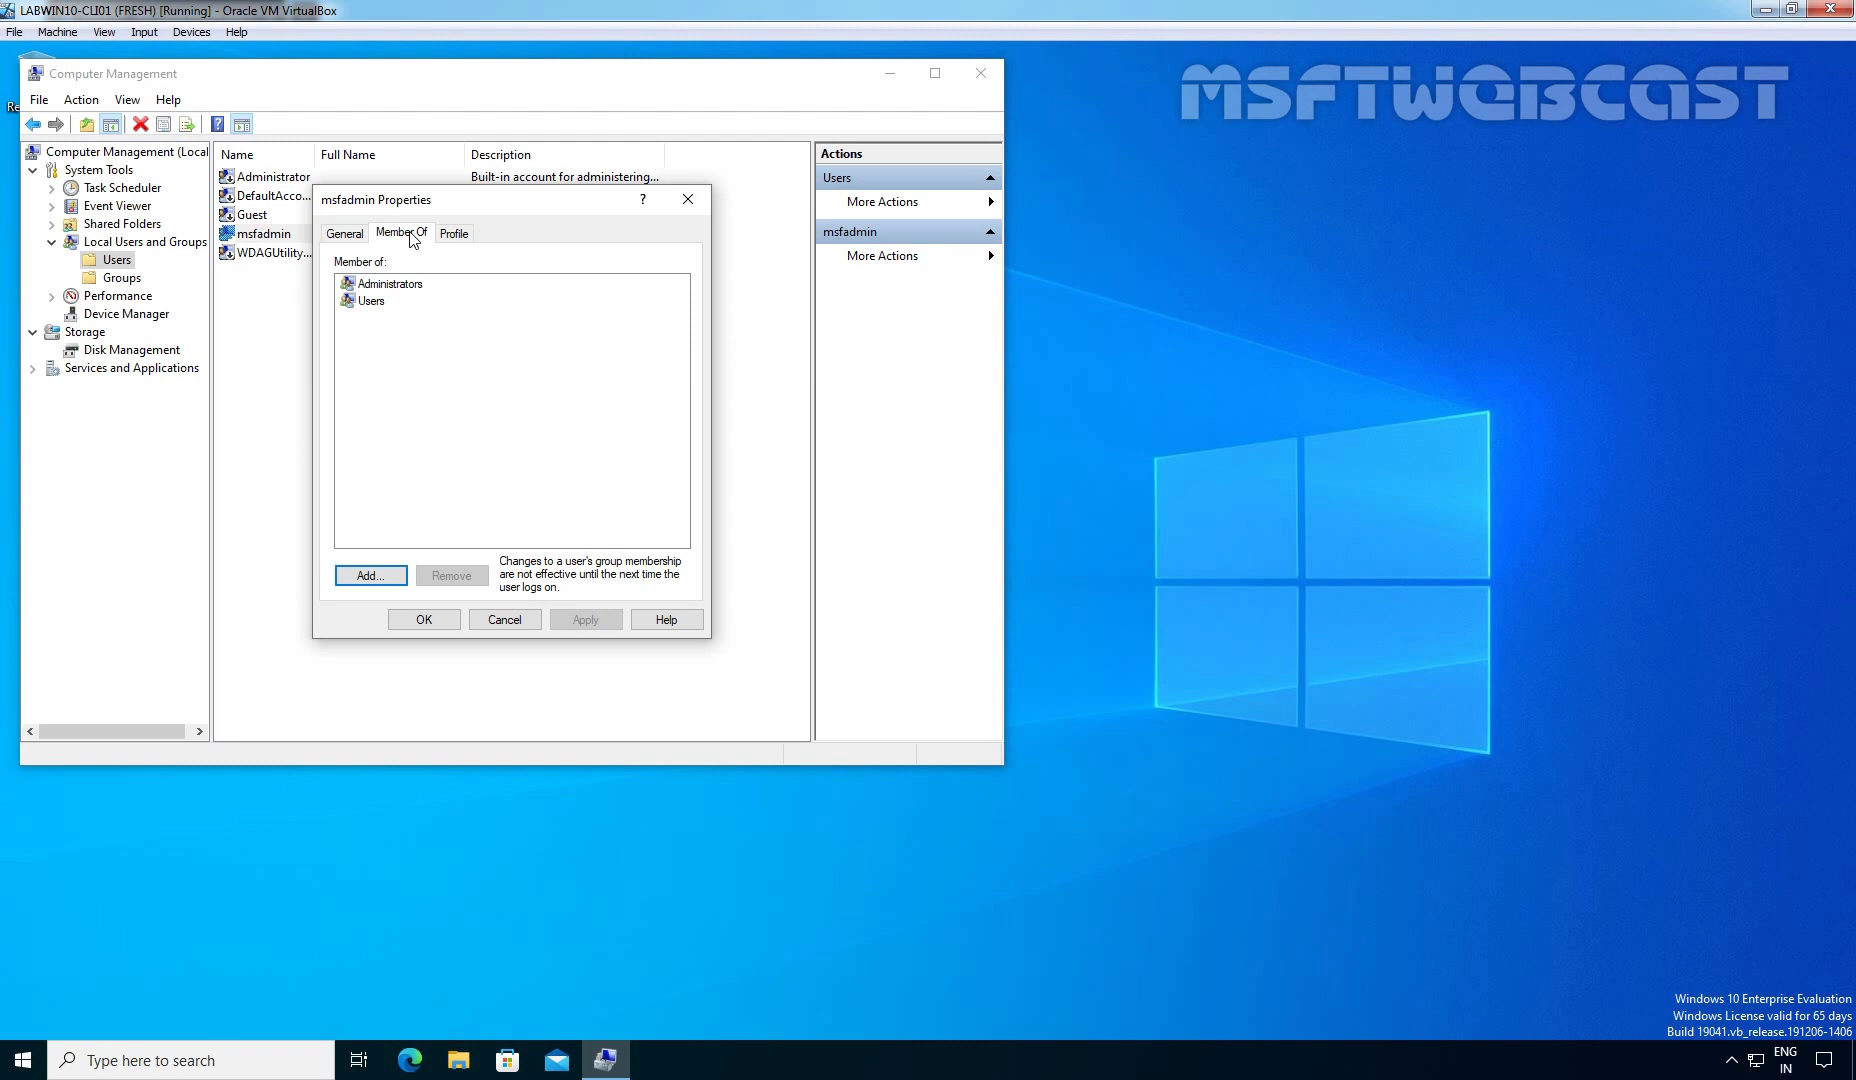 LABWIN10-CLI01 (FRESH) [Running] - Oracle VM VirtualBox
File Machine View Input Devices Help
MSFTWEBCAST
Computer Management
File Action View Help
Computer Management (Local
System Tools
Task Scheduler
Event Viewer
Shared Folders
Local Users and Groups
Users
Groups
Performance
Device Manager
Storage
Disk Management
Services and Applications
Name Full Name Description
Administrator Built-in account for administering...
DefaultAcco...
Guest
msfadmin
WDAGUtility...
msfadmin Properties
General Member Of Profile
Member of:
Administrators
Users
Add... Remove
Changes to a user's group membership
are not effective until the next time the
user logs on.
OK Cancel Apply Help
Actions
Users
More Actions
msfadmin
More Actions
Windows 10 Enterprise Evaluation
Windows License valid for 65 days
Build 19041.vb_release.191206-1406
Type here to search
ENG
IN